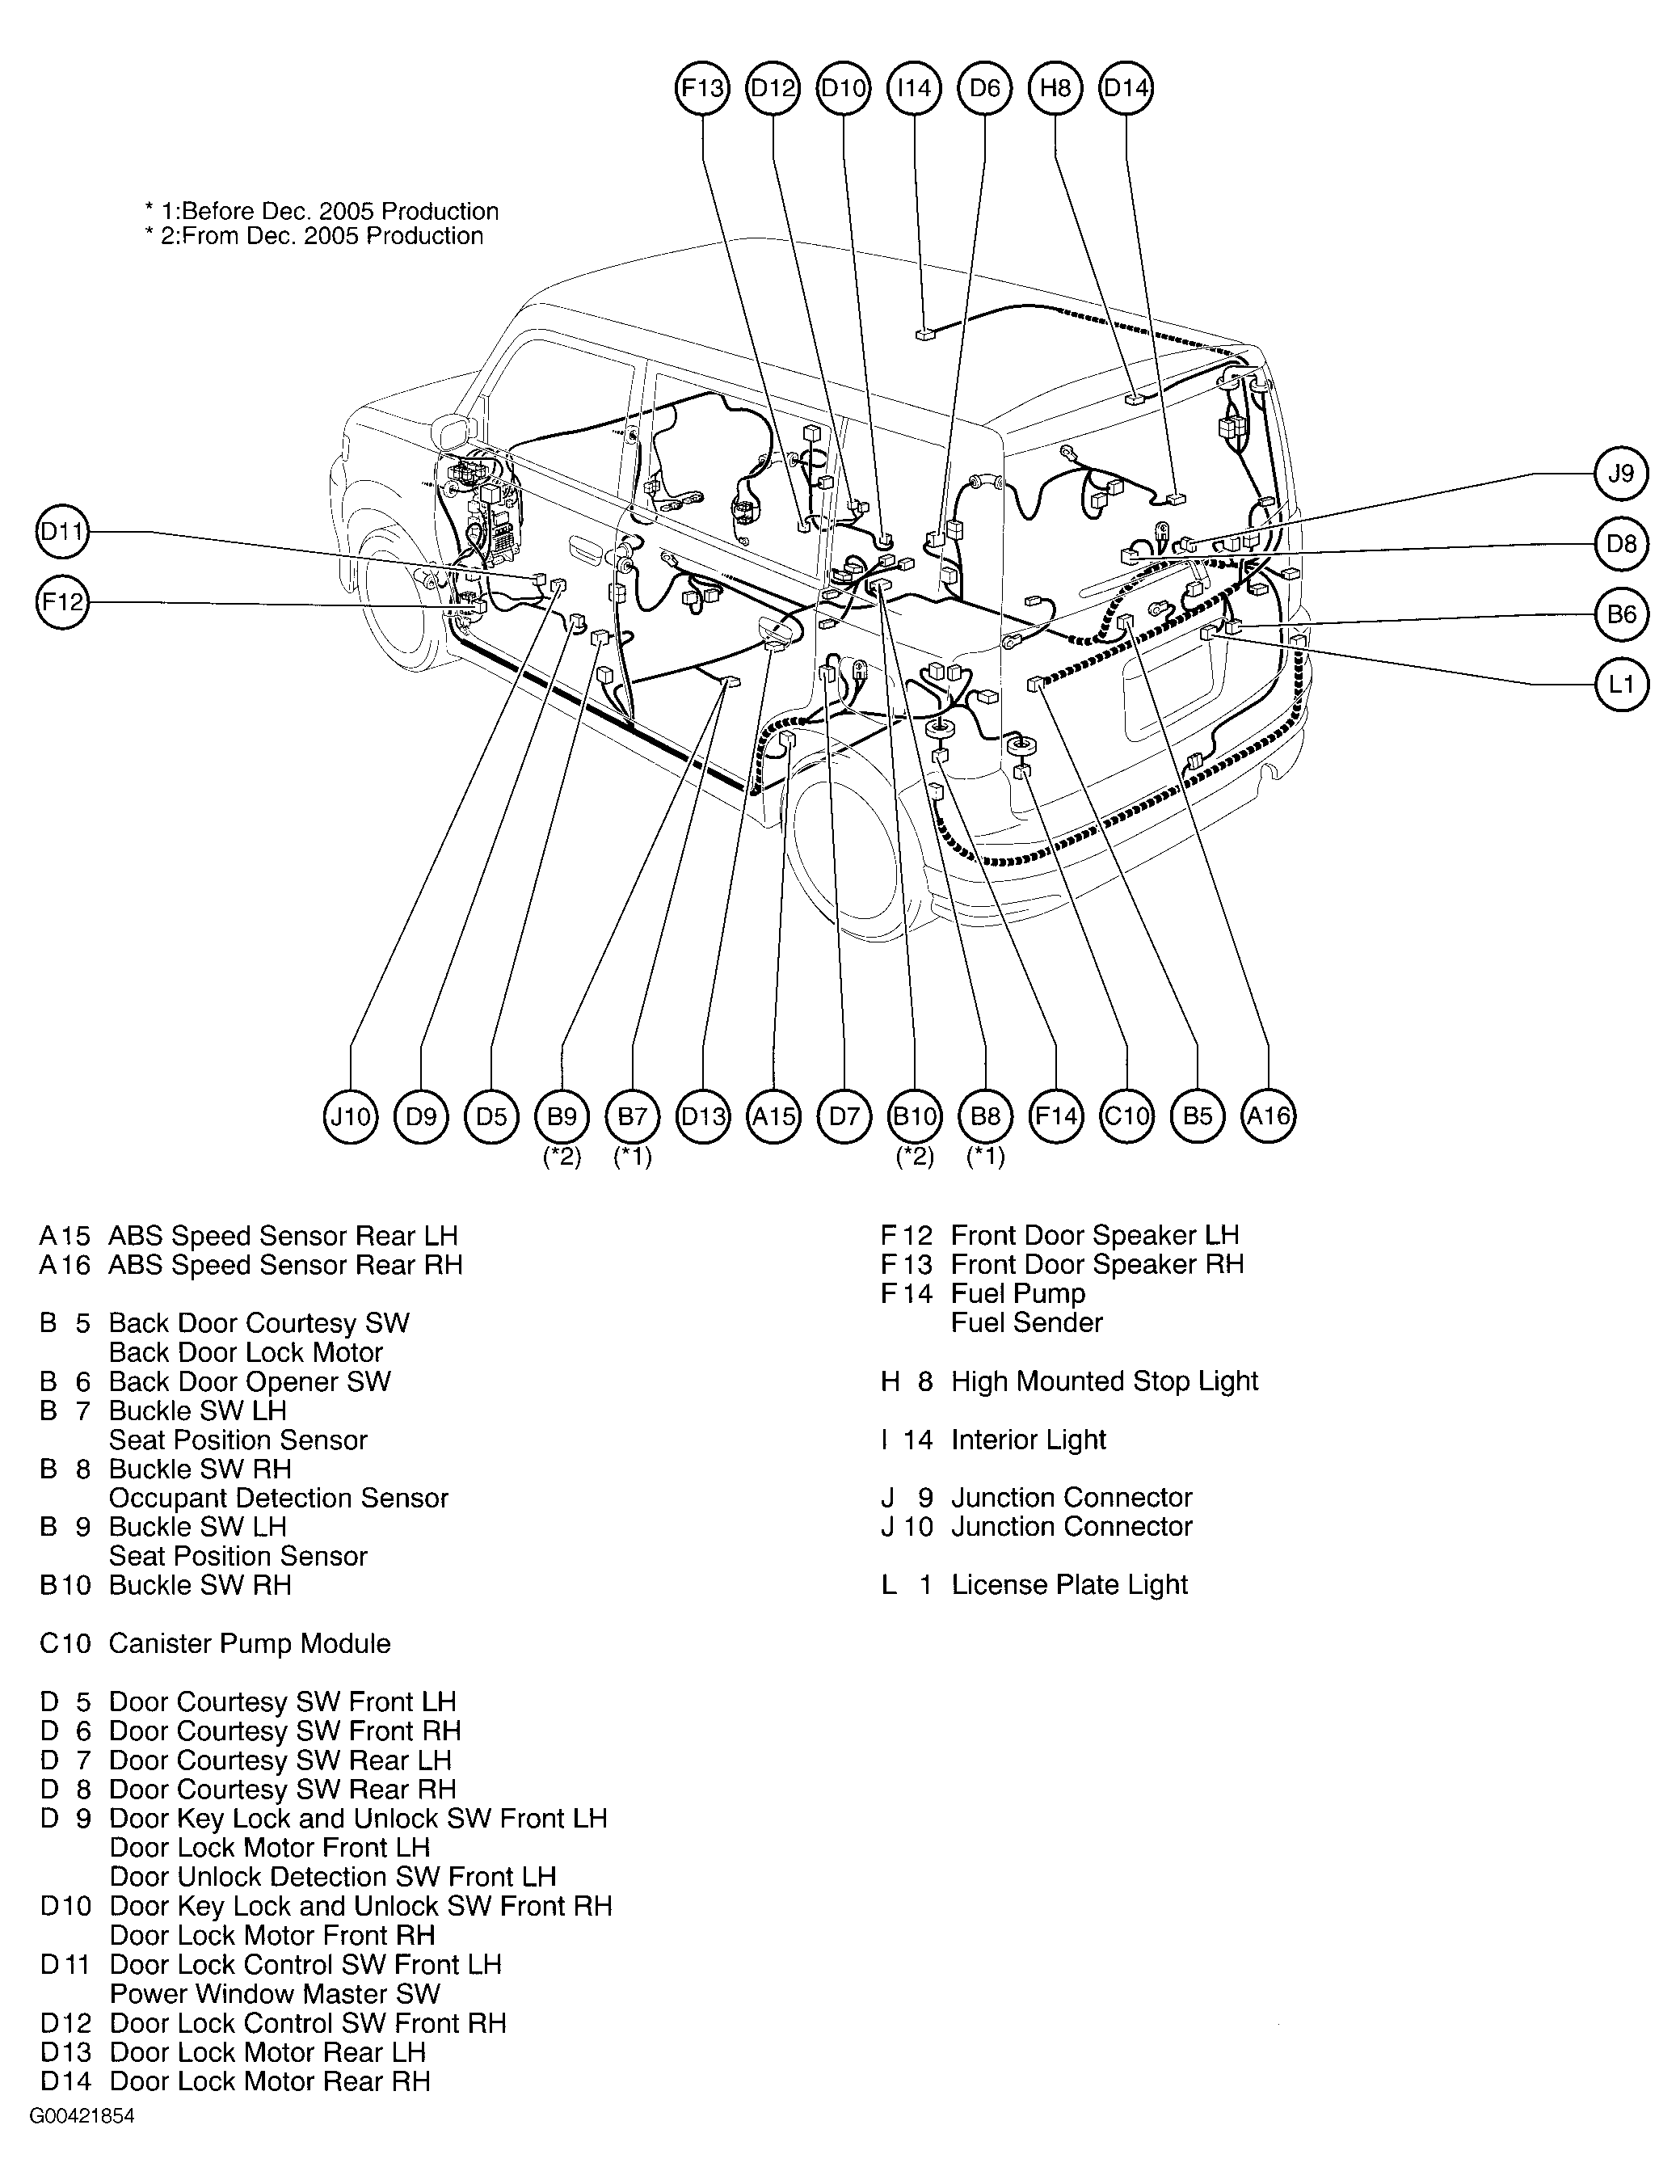 F13 D12 D10 I14 D6 H8 D14
* 1:Before Dec. 2005 Production
* 2:From Dec. 2005 Production
J9
D11
D8
F12
B6
L1
J10 D9 D5 B9 B7 D13 A15 D7 B10 B8 F14 C10 B5 A16
(*2) (*1) (*2) (*1)
A15 ABS Speed Sensor Rear LH
A16 ABS Speed Sensor Rear RH
B 5 Back Door Courtesy SW
Back Door Lock Motor
B 6 Back Door Opener SW
B 7 Buckle SW LH
Seat Position Sensor
B 8 Buckle SW RH
Occupant Detection Sensor
B 9 Buckle SW LH
Seat Position Sensor
B10 Buckle SW RH
C10 Canister Pump Module
D 5 Door Courtesy SW Front LH
D 6 Door Courtesy SW Front RH
D 7 Door Courtesy SW Rear LH
D 8 Door Courtesy SW Rear RH
D 9 Door Key Lock and Unlock SW Front LH
Door Lock Motor Front LH
Door Unlock Detection SW Front LH
D10 Door Key Lock and Unlock SW Front RH
Door Lock Motor Front RH
D11 Door Lock Control SW Front LH
Power Window Master SW
D12 Door Lock Control SW Front RH
D13 Door Lock Motor Rear LH
D14 Door Lock Motor Rear RH
F12 Front Door Speaker LH
F13 Front Door Speaker RH
F14 Fuel Pump
Fuel Sender
H 8 High Mounted Stop Light
I 14 Interior Light
J 9 Junction Connector
J 10 Junction Connector
L 1 License Plate Light
G00421854